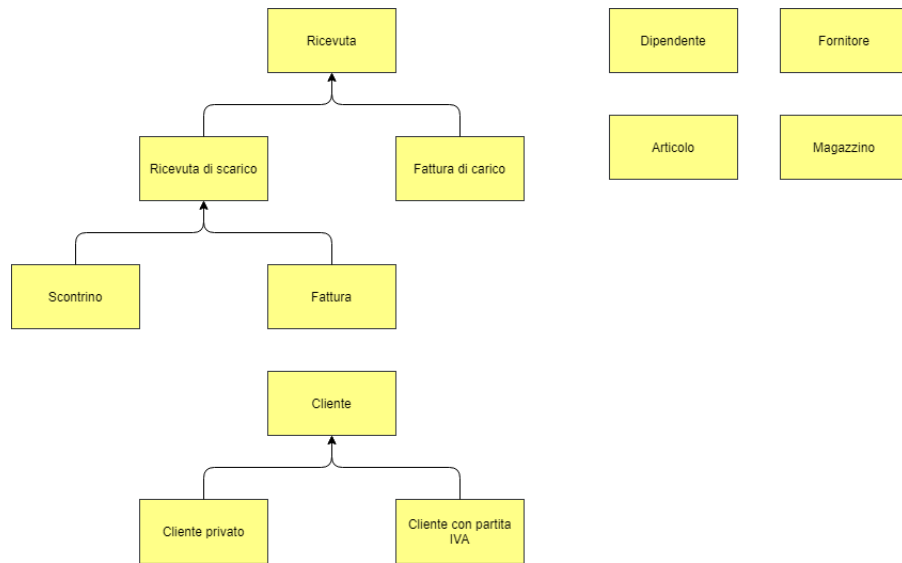 Ricevuta
Dipendente
Fornitore
Ricevuta di scarico
Fattura di carico
Articolo
Magazzino
Scontrino
Fattura
Cliente
Cliente privato
Cliente con partita
IVA